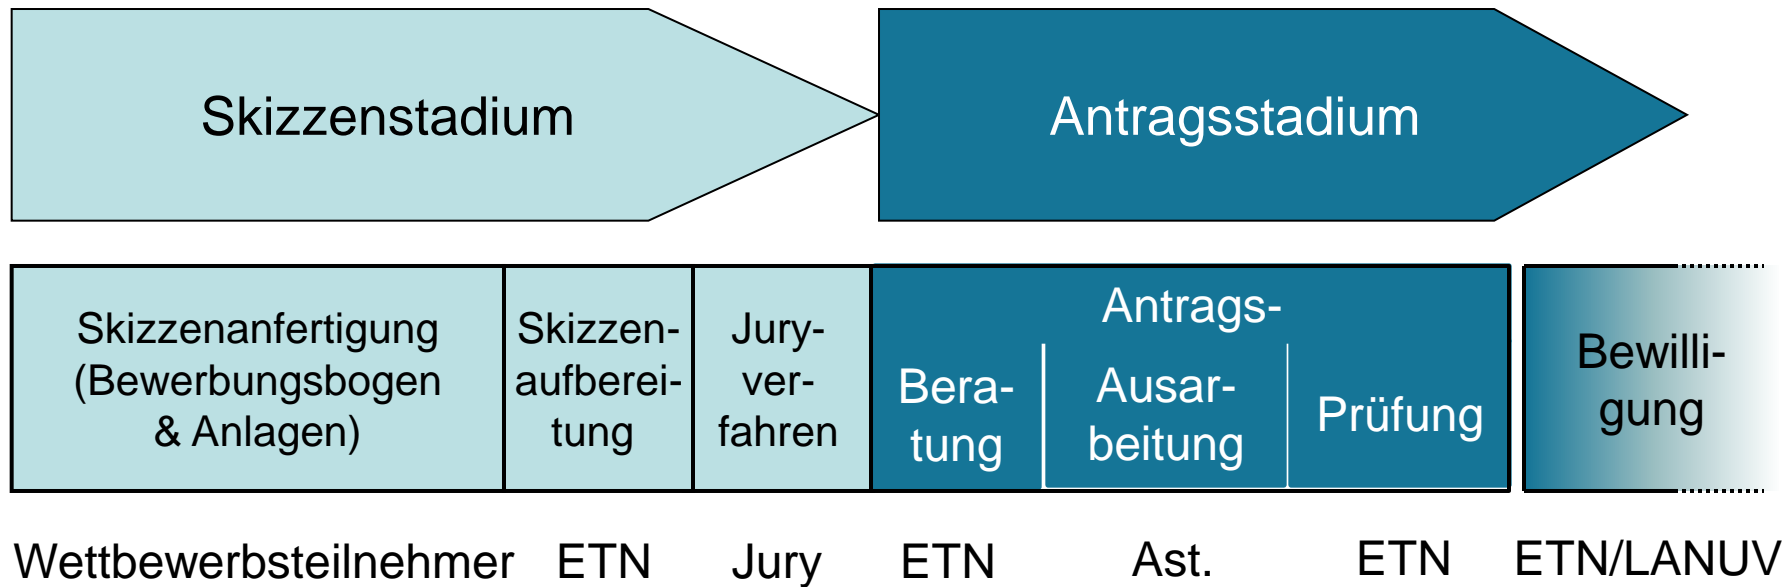 Skizzenstadium
Antragsstadium
Skizzenanfertigung
(Bewerbungsbogen
& Anlagen)
Skizzen-
aufberei-
tung
Jury-
ver-
fahren
Antrags-
Bera-
tung
Ausar-
beitung
Prüfung
Bewilli-
gung
Wettbewerbsteilnehmer
ETN
Jury
ETN
Ast.
ETN
ETN/LANUV